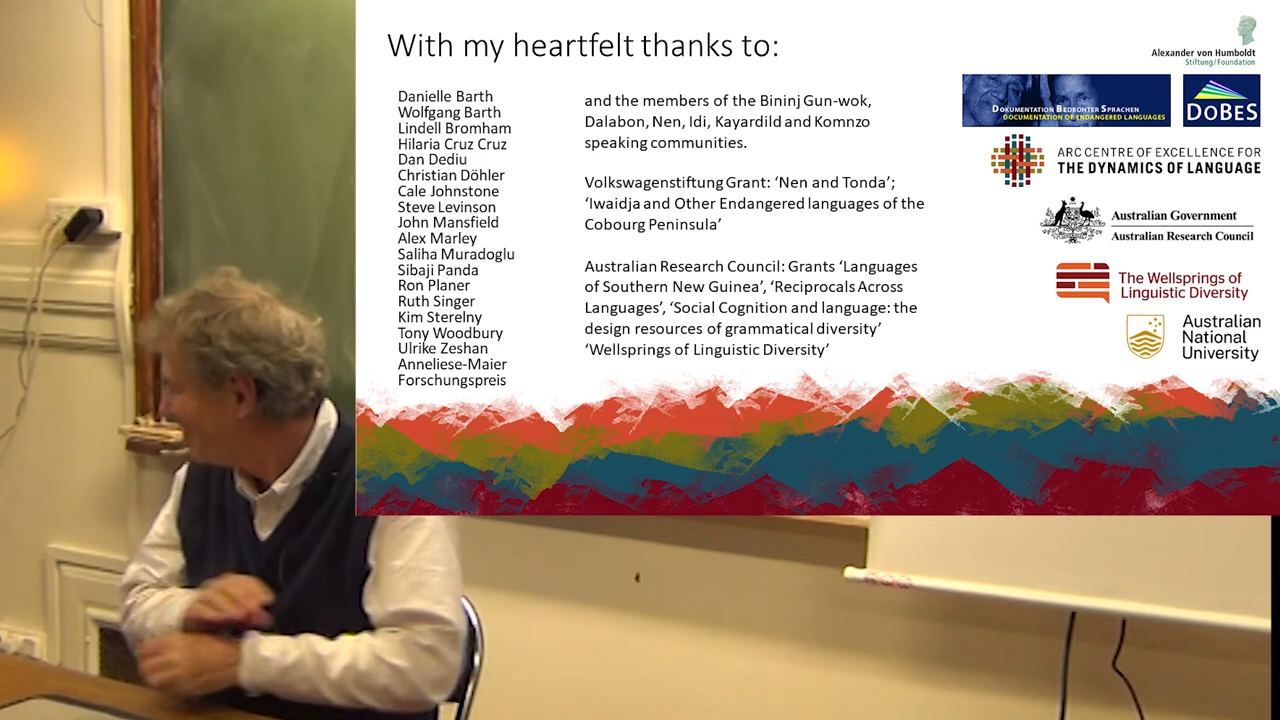 With my heartfelt thanks to:
Danielle Barth
Wolfgang Barth
Lindell Bromham
Hilaria Cruz Cruz
Dan Dediu
Christian Döhler
Cale Johnstone
Steve Levinson
John Mansfield
Alex Marley
Saliha Muradoglu
Sibaji Panda
Ron Planer
Ruth Singer
Kim Sterelny
Tony Woodbury
Ulrike Zeshan
Anneliese-Maier
Forschungspreis
and the members of the Bininj Gun-wok,
Dalabon, Nen, Idi, Kayardild and Komnzo
speaking communities.
Volkswagenstiftung Grant: ‘Nen and Tonda’;
‘Iwaidja and Other Endangered languages of the
Cobourg Peninsula’
Australian Research Council: Grants ‘Languages
of Southern New Guinea’, ‘Reciprocals Across
Languages’, ‘Social Cognition and language: the
design resources of grammatical diversity’
‘Wellsprings of Linguistic Diversity’
Alexander von Humboldt
Stiftung/Foundation
DOKUMENTATION BEDROHTER SPRACHEN
DOCUMENTATION OF ENDANGERED LANGUAGES
DOBES
ARC CENTRE OF EXCELLENCE FOR
THE DYNAMICS OF LANGUAGE
Australian Government
Australian Research Council
The Wellsprings of
Linguistic Diversity
Australian
National
University